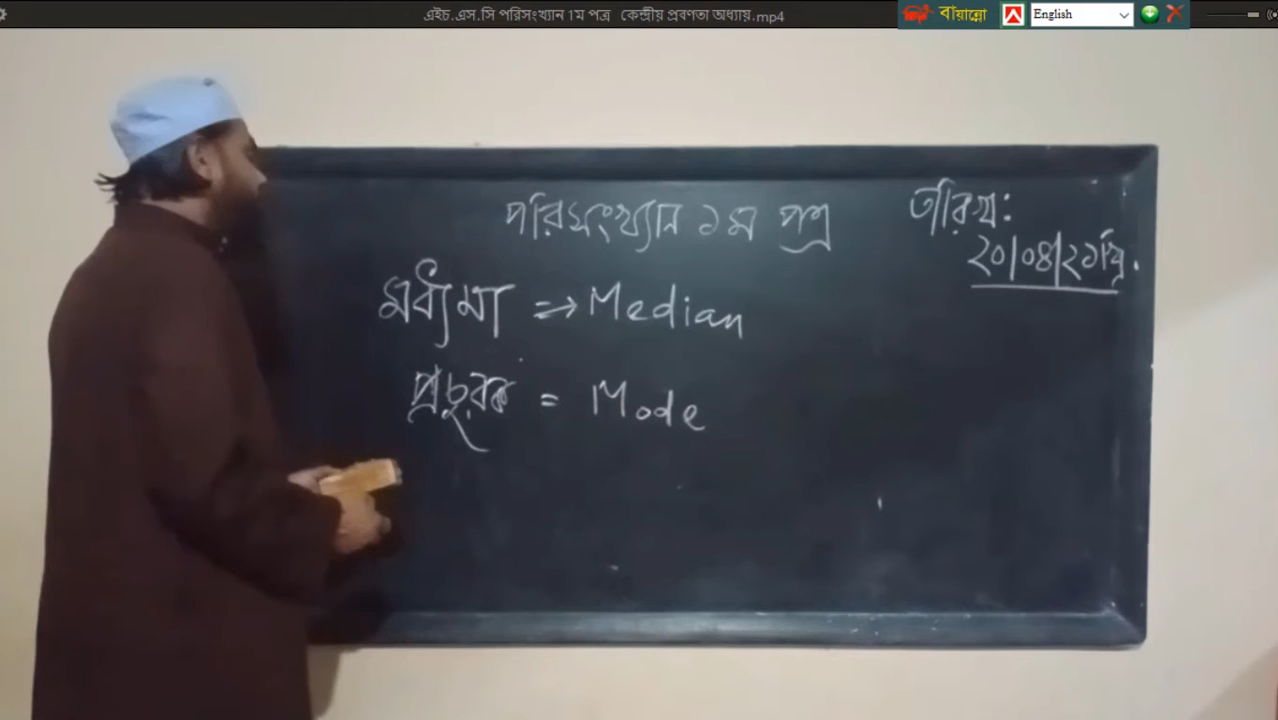 এইচ.এস.সি পরিসংখ্যান 1ম পত্র কেন্দ্রীয় প্রবণতা অধ্যায়.mp4
বায়ান্নো
English
পরিসংখ্যান ১ম পত্র
তারিখ:
২০/০৪/২১খ্রি.
মধ্যমা => Median
প্রচুরক = Mode